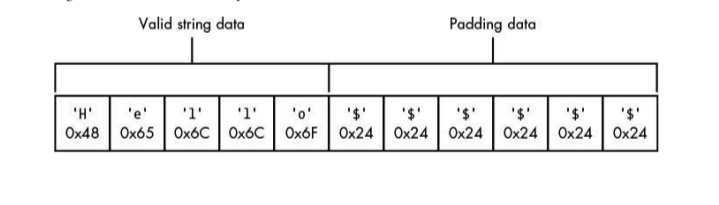 Valid string data Padding data
'H' 'e' 'l' 'l' 'o' '$' '$' '$' '$' '$' '$'
0x48 0x65 0x6C 0x6C 0x6F 0x24 0x24 0x24 0x24 0x24 0x24